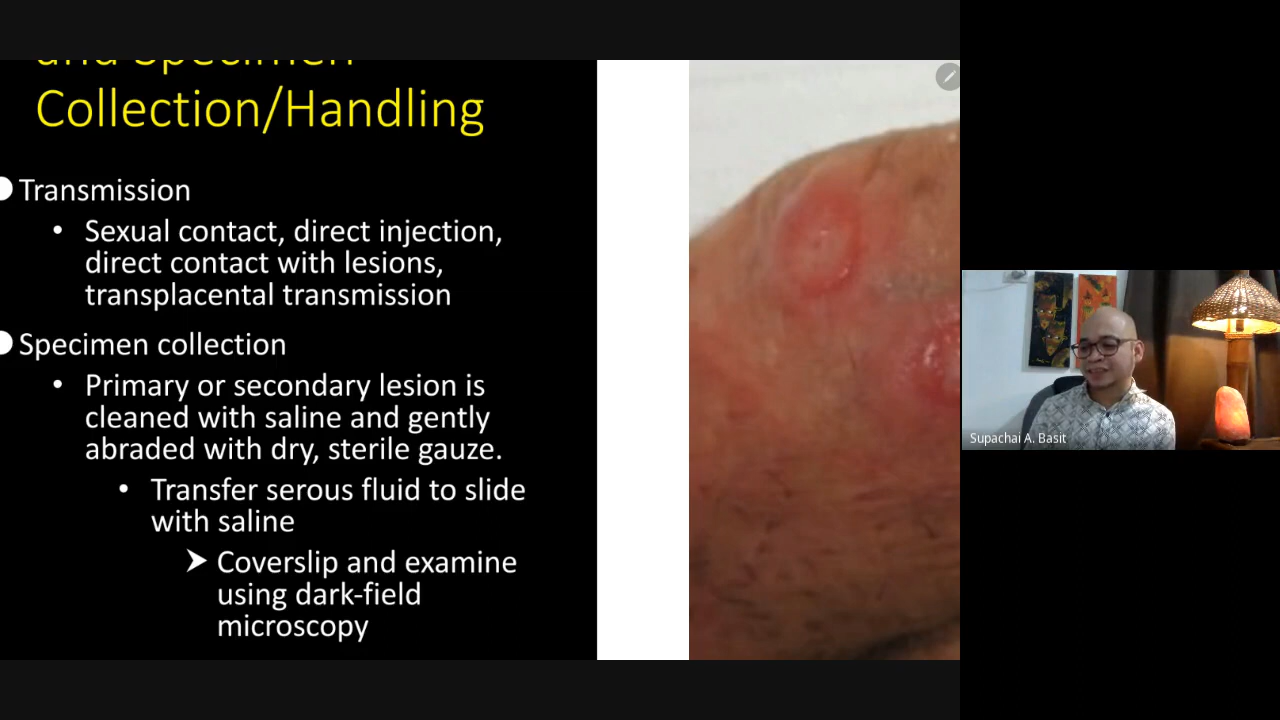 and Specimen
Collection/Handling
Transmission
• Sexual contact, direct injection,
direct contact with lesions,
transplacental transmission
Specimen collection
• Primary or secondary lesion is
cleaned with saline and gently
abraded with dry, sterile gauze.
• Transfer serous fluid to slide
with saline
➤ Coverslip and examine
using dark-field
microscopy
Supachai A. Basit